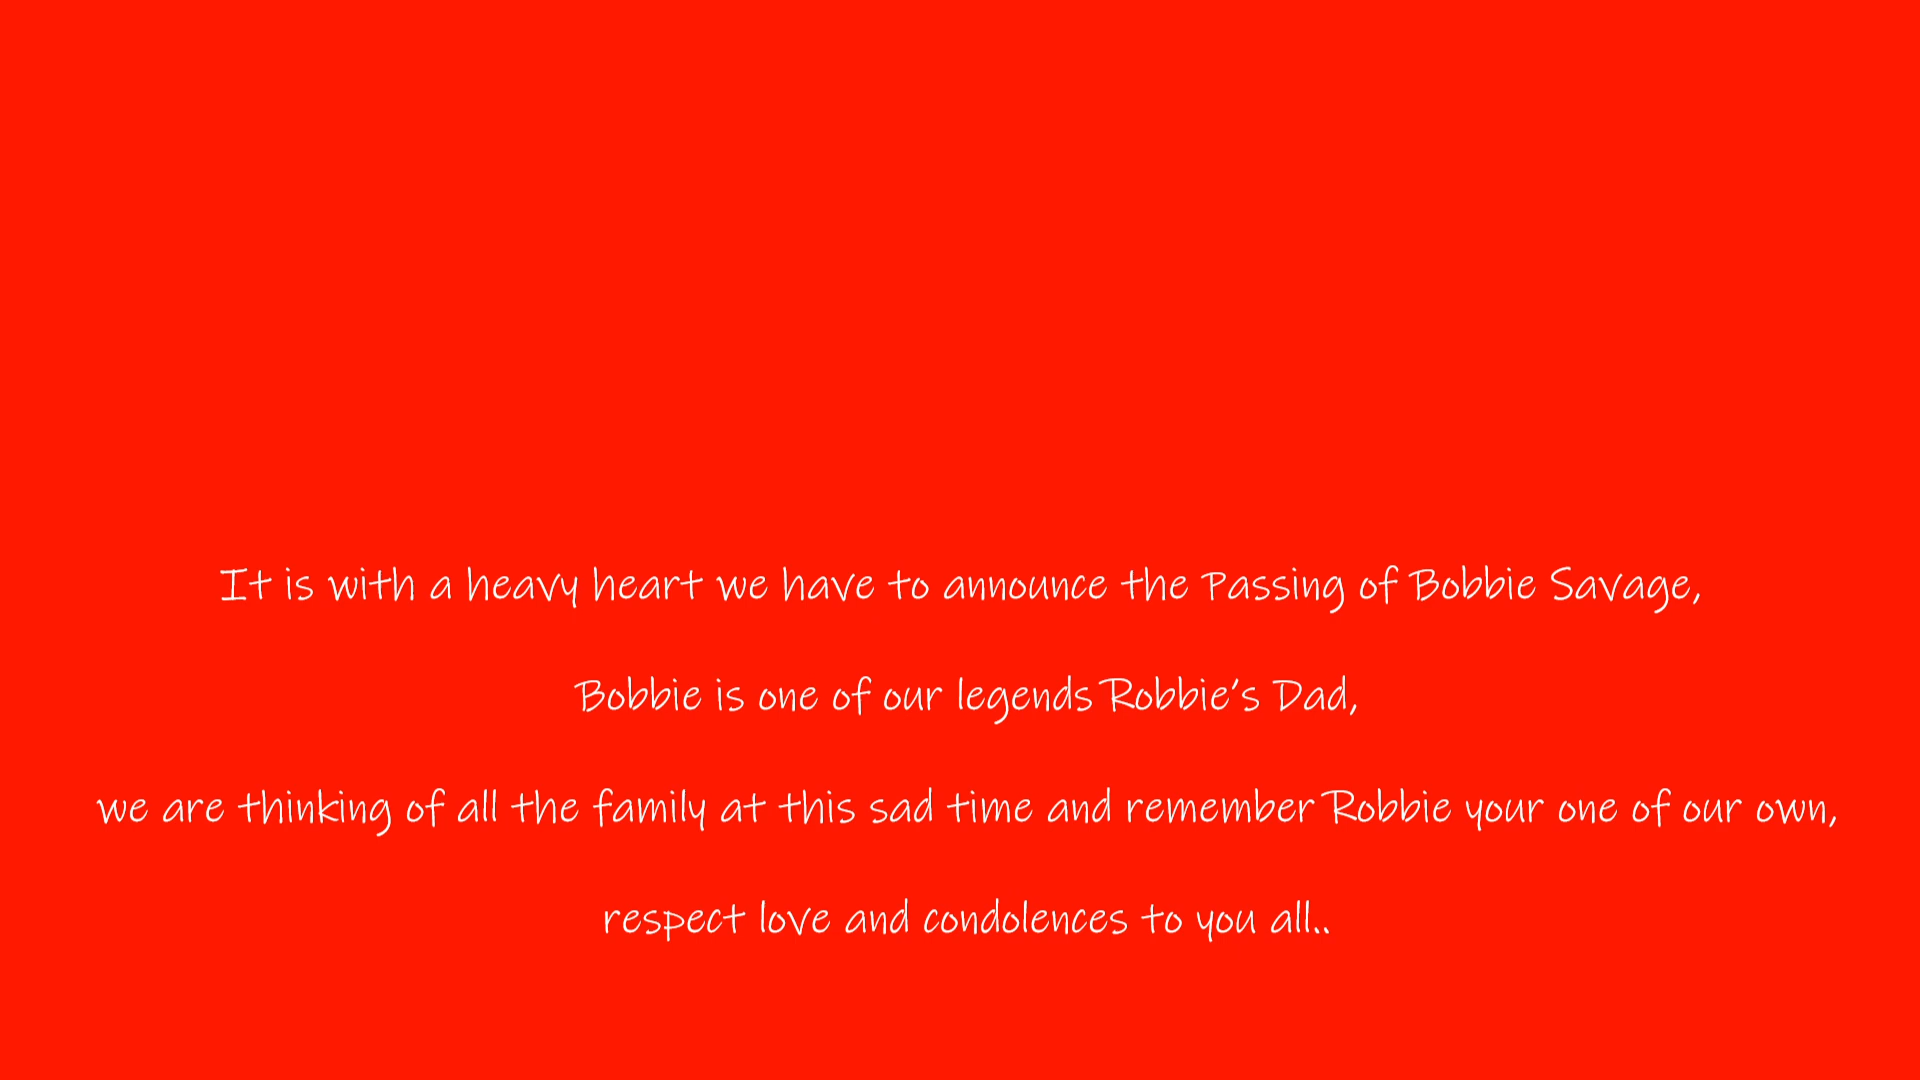 It is with a heavy heart we have to announce the Passing of Bobbie Savage,
Bobbie is one of our legends Robbie's Dad,
we are thinking of all the family at this sad time and remember Robbie your one of our own,
respect love and condolences to you all..